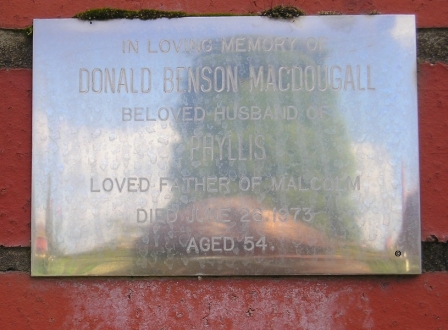 IN LOVING MEMORY OF
DONALD BENSON MACDOUGALL
BELOVED HUSBAND OF
PHYLLIS
LOVED FATHER OF MALCOLM
DIED JUNE 23.1973
AGED 54.